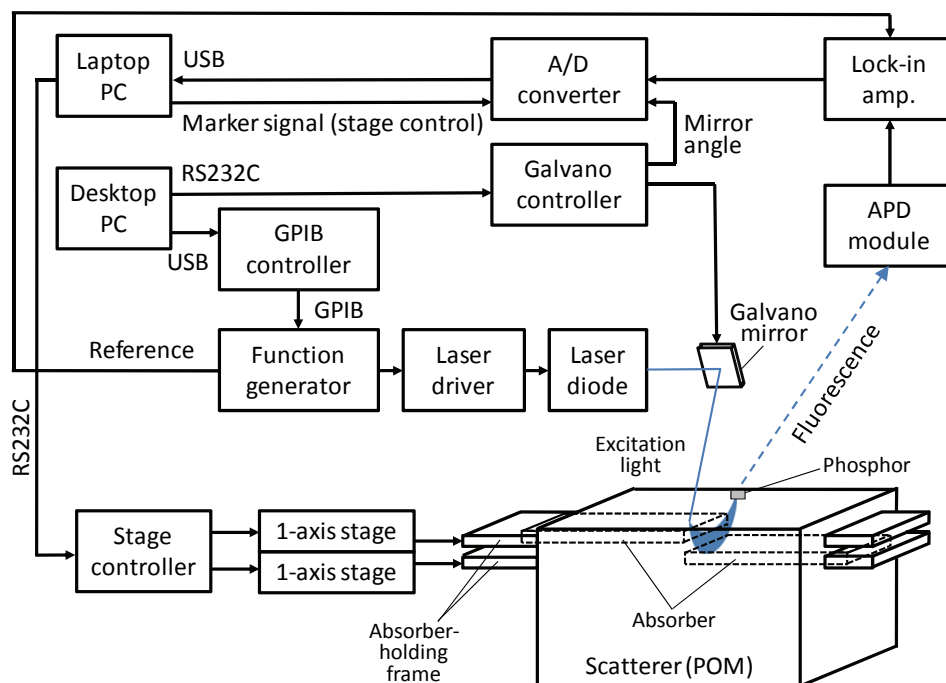 Laptop
PC
USB
A/D
converter
Lock-in
amp.
Marker signal (stage control)
Mirror
angle
Desktop
PC
RS232C
Galvano
controller
APD
module
USB
GPIB
controller
GPIB
Galvano
mirror
Reference
Function
generator
Laser
driver
Laser
diode
Fluorescence
RS232C
Excitation
light
Phosphor
Stage
controller
1-axis stage
1-axis stage
Absorber-
holding
frame
Absorber
Scatterer (POM)